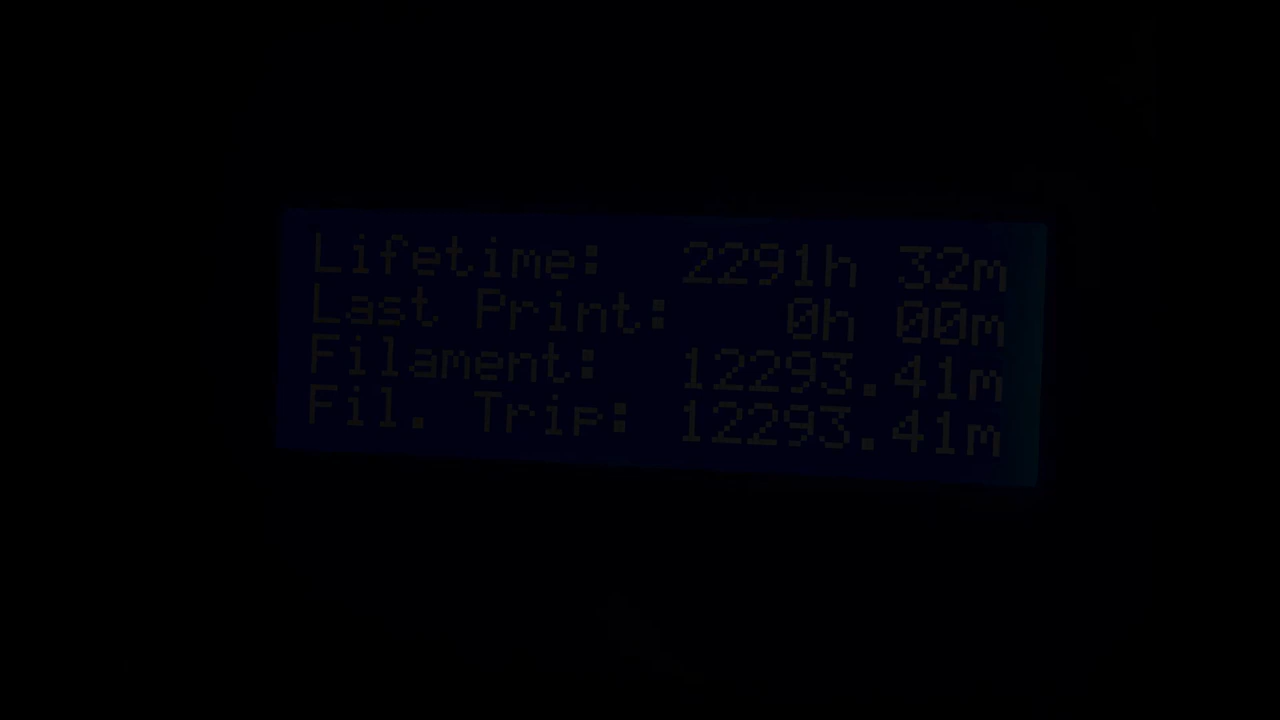 Lifetime: 2291h 32m
Last Print: 0h 00m
Filament: 12293.41m
Fil. Trip: 12293.41m